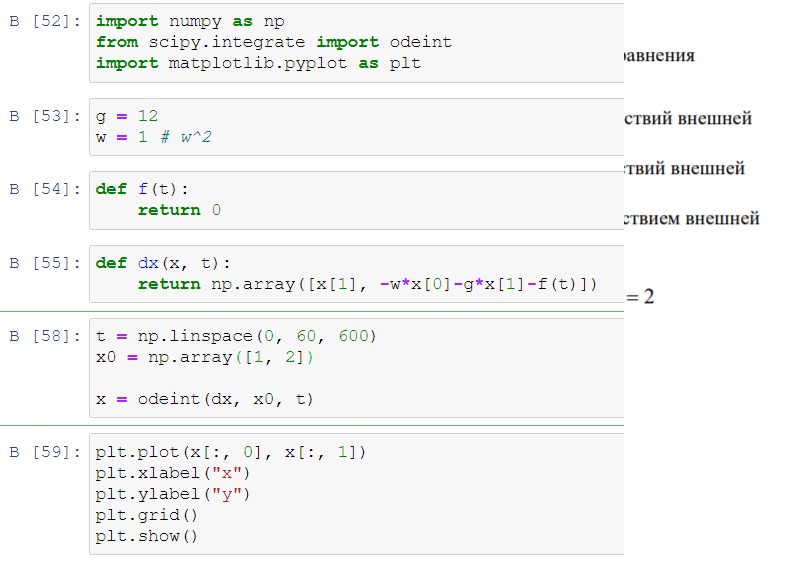 В [52]: import numpy as np
from scipy.integrate import odeint
import matplotlib.pyplot as plt
В [53]: g = 12
w = 1 # w^2
В [54]: def f(t):
return 0
В [55]: def dx(x, t):
return np.array([x[1], -w*x[0]-g*x[1]-f(t)])
В [58]: t = np.linspace(0, 60, 600)
x0 = np.array([1, 2])
x = odeint(dx, x0, t)
В [59]: plt.plot(x[:, 0], x[:, 1])
plt.xlabel("x")
plt.ylabel("y")
plt.grid()
plt.show()
равнения
ствий внешней
твий внешней
ствием внешней
= 2